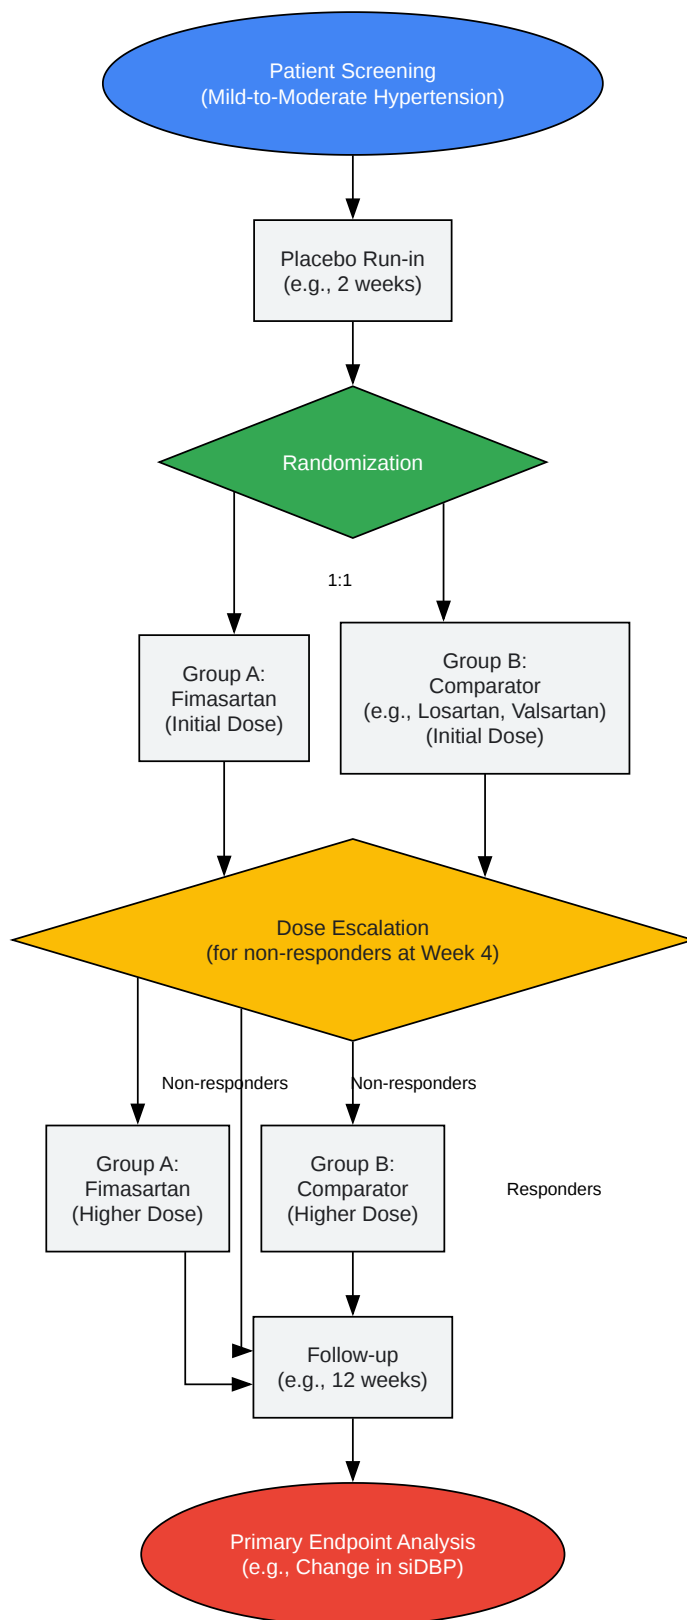 Patient Screening
(Mild-to-Moderate Hypertension)
Placebo Run-in
(e.g., 2 weeks)
Randomization
1:1
Group A:
Fimasartan
(Initial Dose)
Group B:
Comparator
(e.g., Losartan, Valsartan)
(Initial Dose)
Dose Escalation
(for non-responders at Week 4)
Non-responders
Non-responders
Group A:
Fimasartan
(Higher Dose)
Group B:
Comparator
(Higher Dose)
Responders
Follow-up
(e.g., 12 weeks)
Primary Endpoint Analysis
(e.g., Change in siDBP)